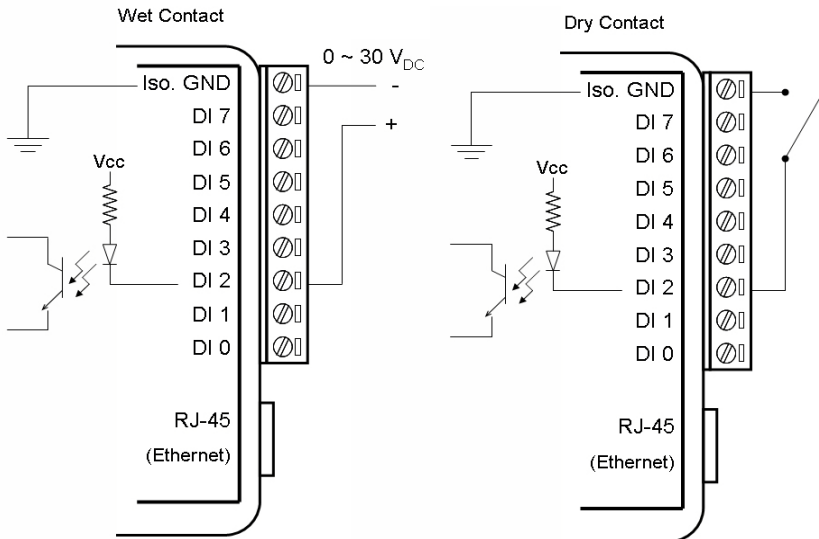 Wet Contact
0 ~ 30 VDC
Iso. GND
-
DI 7
+
DI 6
Vcc
DI 5
DI 4
DI 3
DI 2
DI 1
DI 0
RJ-45
(Ethernet)
Dry Contact
Iso. GND
DI 7
DI 6
Vcc
DI 5
DI 4
DI 3
DI 2
DI 1
DI 0
RJ-45
(Ethernet)